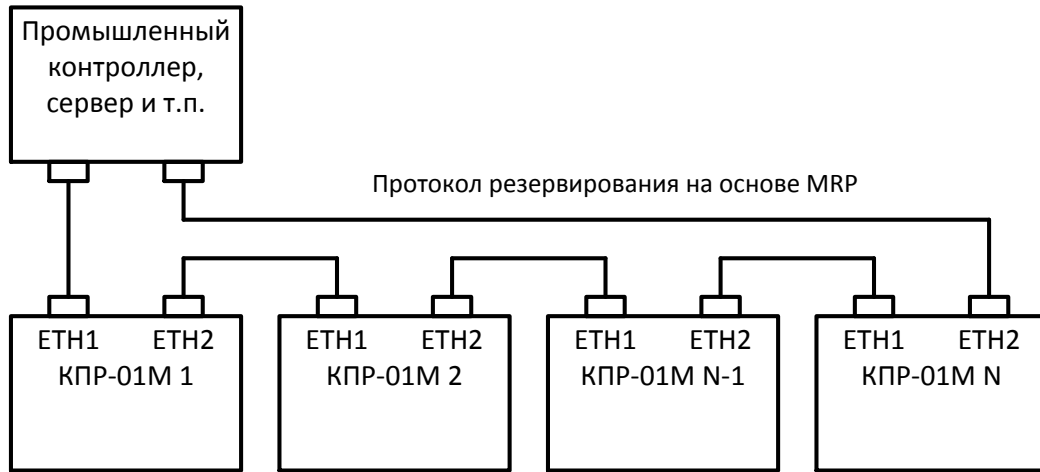 Промышленный
контроллер,
сервер и т.п.
Протокол резервирования на основе MRP
ETH1 ETH2
КПР-01М 1
ETH1 ETH2
КПР-01М 2
ETH1 ETH2
КПР-01М N-1
ETH1 ETH2
КПР-01М N